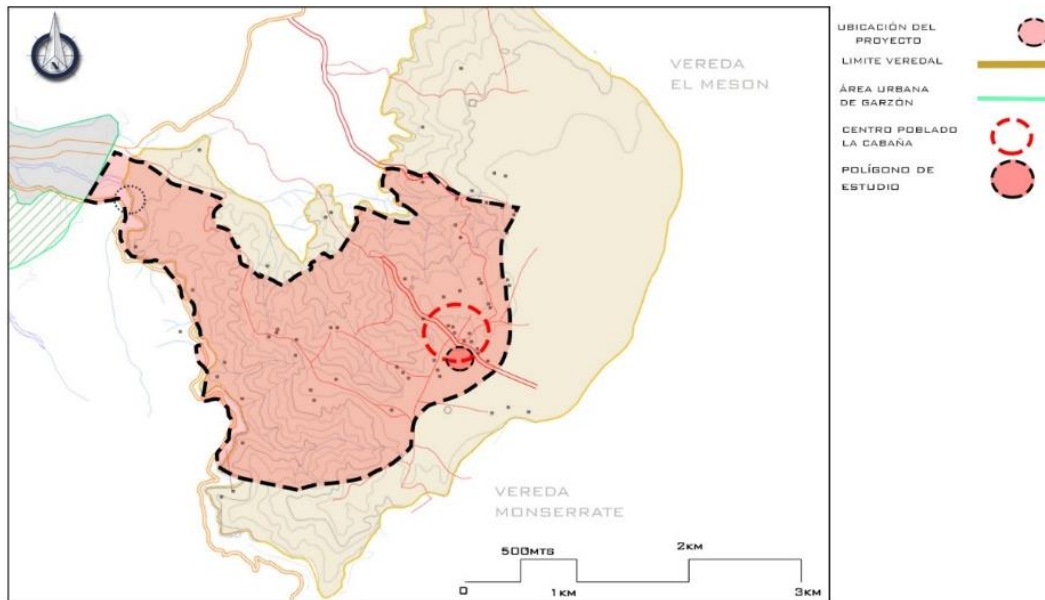 N
VEREDA
EL MESON
VEREDA
MONSERRATE
500MTS
2KM
0
1KM
3KM
UBICACIÓN DEL
PROYECTO
LIMITE VEREDAL
ÁREA URBANA
DE GARZÓN
CENTRO POBLADO
LA CABAÑA
POLÍGONO DE
ESTUDIO